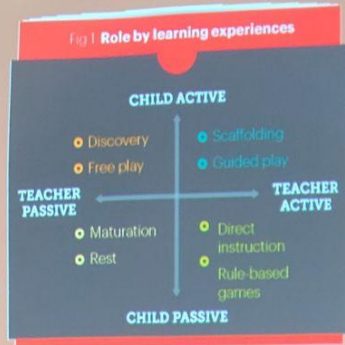 Fig 1 Role by learning experiences
CHILD ACTIVE
Discovery
Free play
Scaffolding
Guided play
TEACHER
PASSIVE
TEACHER
ACTIVE
Maturation
Rest
Direct
instruction
Rule-based
games
CHILD PASSIVE